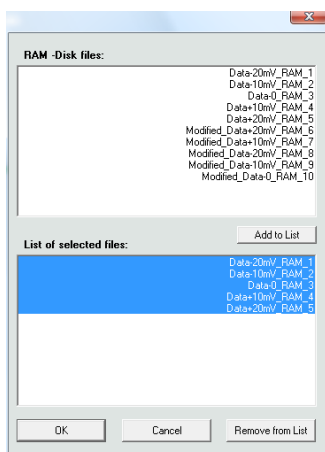 RAM -Disk files:
Data-20mV_RAM_1
Data-10mV_RAM_2
Data-0_RAM_3
Data+10mV_RAM_4
Data+20mV_RAM_5
Modified_Data+20mV_RAM_6
Modified_Data+10mV_RAM_7
Modified_Data-20mV_RAM_8
Modified_Data-10mV_RAM_9
Modified_Data-0_RAM_10
Add to List
List of selected files:
Data-20mV_RAM_1
Data-10mV_RAM_2
Data-0_RAM_3
Data+10mV_RAM_4
Data+20mV_RAM_5
OK Cancel Remove from List